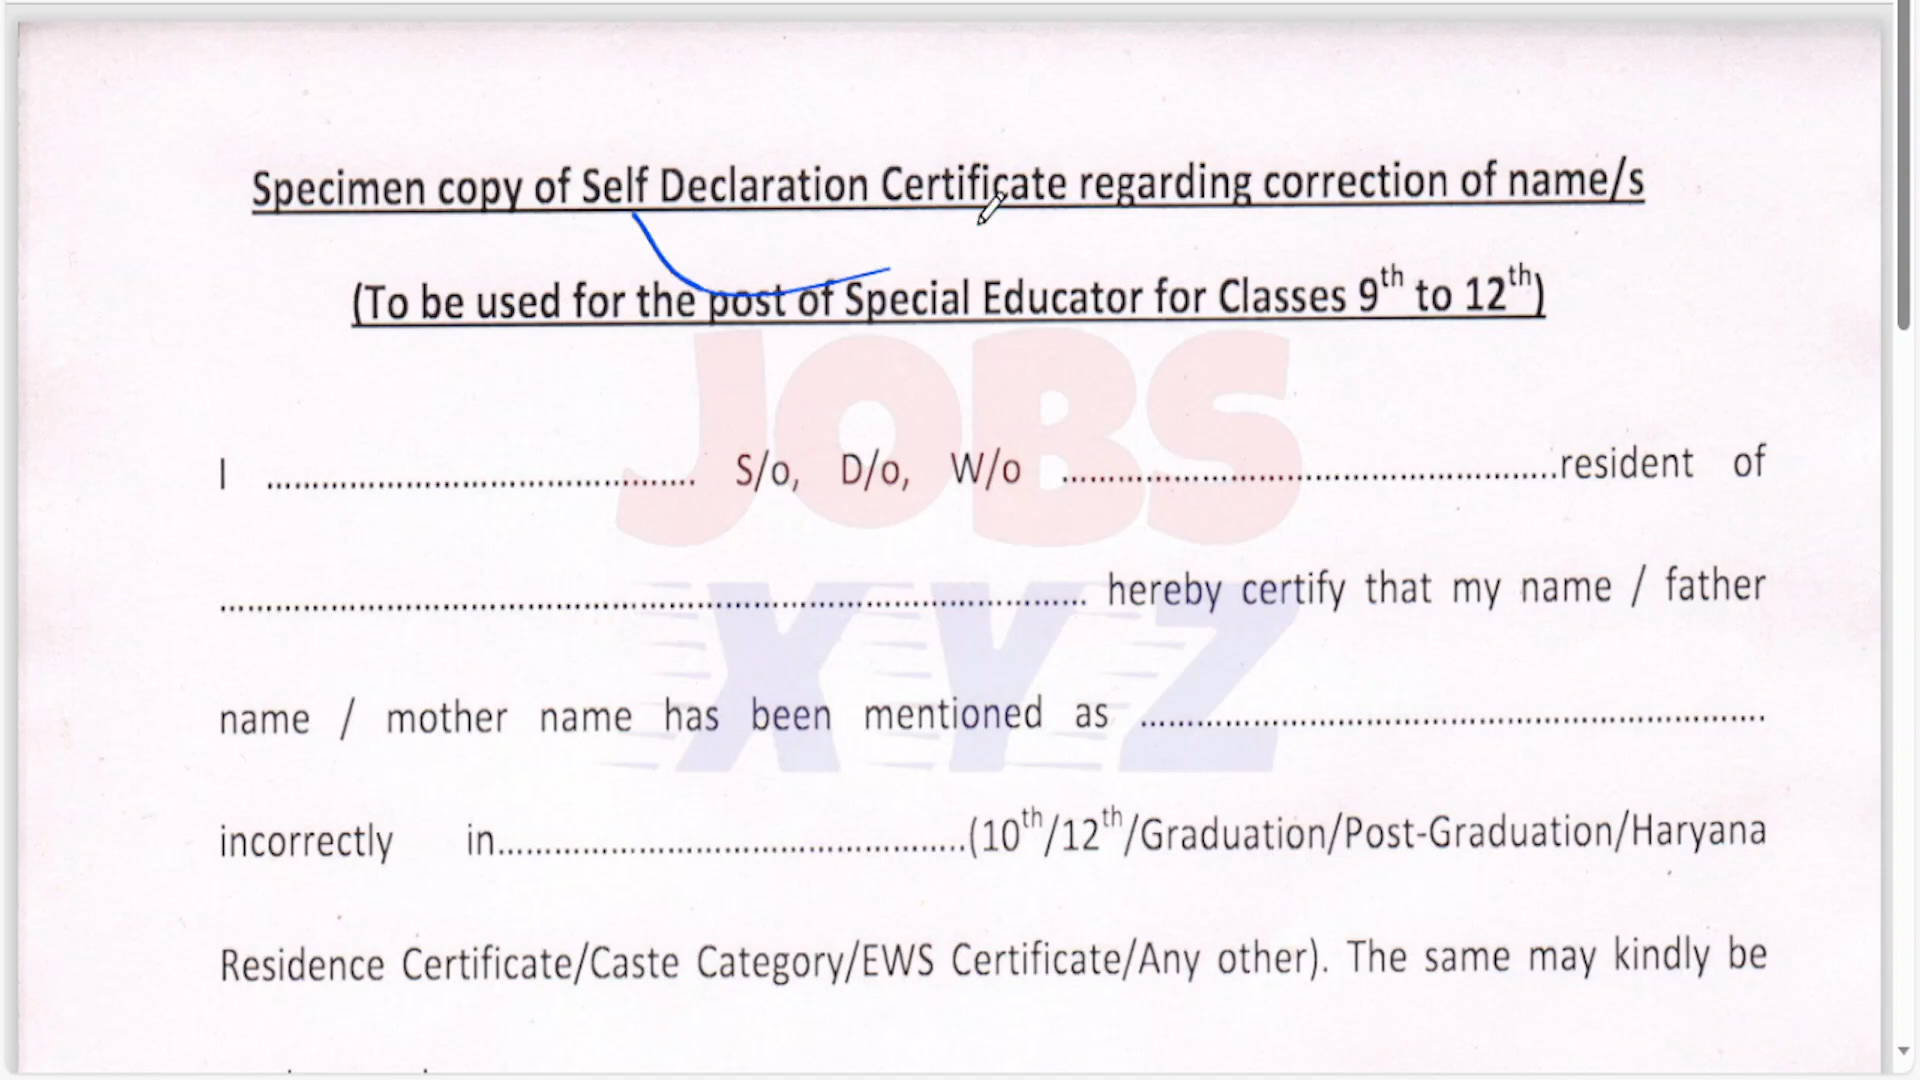 Specimen copy of Self Declaration Certificate regarding correction of name/s
(To be used for the post of Special Educator for Classes 9th to 12th)
JOBS
I ................................................ S/o, D/o, W/o .......................................................resident of
XYZ
................................................................................................ hereby certify that my name / father
name / mother name has been mentioned as .....................................................................
incorrectly in....................................................(10th/12th/Graduation/Post-Graduation/Haryana
Residence Certificate/Caste Category/EWS Certificate/Any other). The same may kindly be